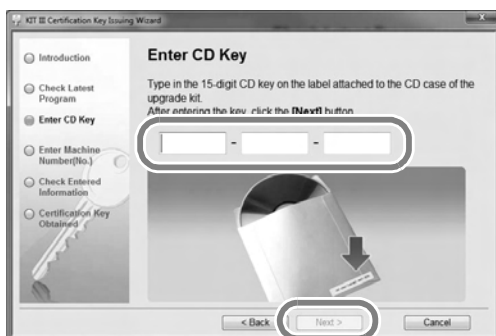 KIT III Certification Key Issuing Wizard
Introduction
Check Latest
Program
Enter CD Key
Enter Machine
Number(No.)
Check Entered
Information
Certification Key
Obtained
Enter CD Key
Type in the 15-digit CD key on the label attached to the CD case of the
upgrade kit.
After entering the key, click the [Next] button.
- -
< Back
Next >
Cancel